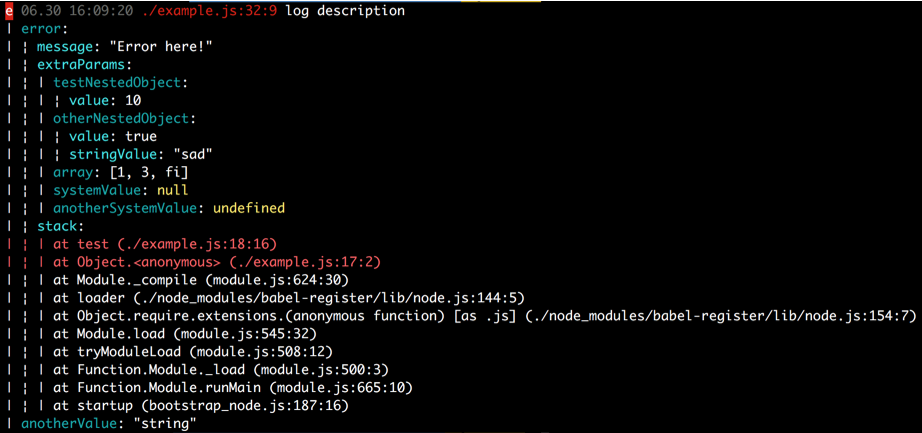 e 06.30 16:09:20 ./example.js:32:9 log description
| error:
| ¦ message: "Error here!"
| ¦ extraParams:
| ¦ | testNestedObject:
| ¦ | ¦ value: 10
| ¦ | otherNestedObject:
| ¦ | ¦ value: true
| ¦ | ¦ stringValue: "sad"
| ¦ | array: [1, 3, fi]
| ¦ | systemValue: null
| ¦ | anotherSystemValue: undefined
| ¦ stack:
| ¦ | at test (./example.js:18:16)
| ¦ | at Object.<anonymous> (./example.js:17:2)
| ¦ | at Module._compile (module.js:624:30)
| ¦ | at loader (./node_modules/babel-register/lib/node.js:144:5)
| ¦ | at Object.require.extensions.(anonymous function) [as .js] (./node_modules/babel-register/lib/node.js:154:7)
| ¦ | at Module.load (module.js:545:32)
| ¦ | at tryModuleLoad (module.js:508:12)
| ¦ | at Function.Module._load (module.js:500:3)
| ¦ | at Function.Module.runMain (module.js:665:10)
| ¦ | at startup (bootstrap_node.js:187:16)
| anotherValue: "string"